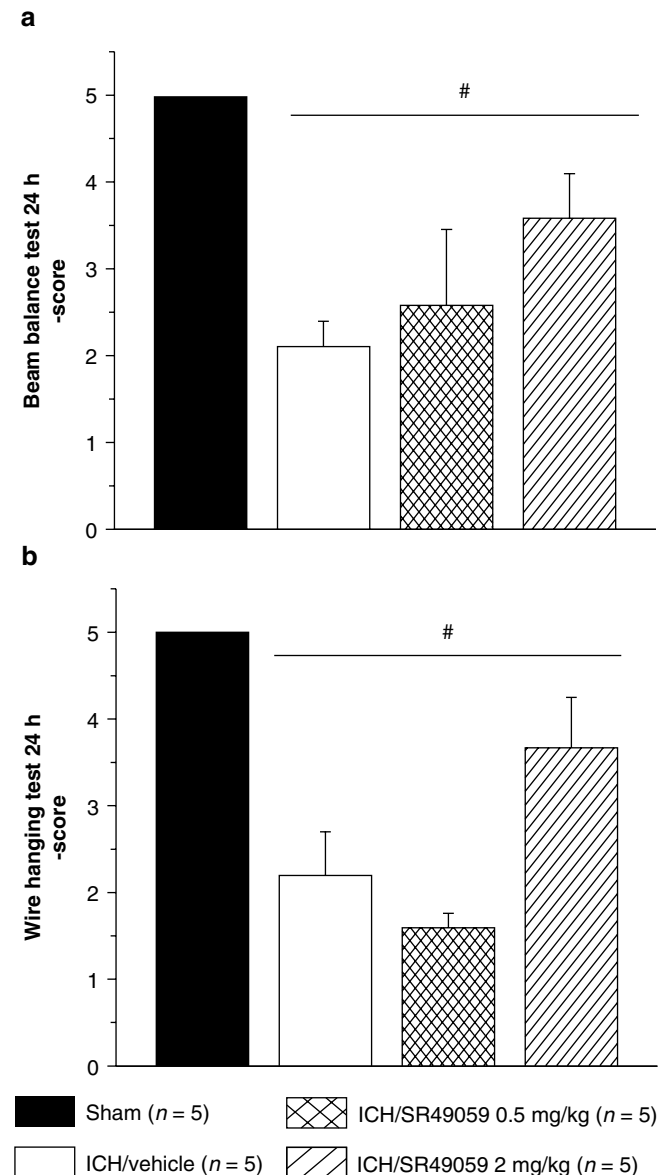 a
#
5
4
3
2
1
0
Beam balance test 24 h
-score
b
#
5
4
3
2
1
0
Wire hanging test 24 h
-score
Sham (n = 5)
ICH/SR49059 0.5 mg/kg (n = 5)
ICH/vehicle (n = 5)
ICH/SR49059 2 mg/kg (n = 5)